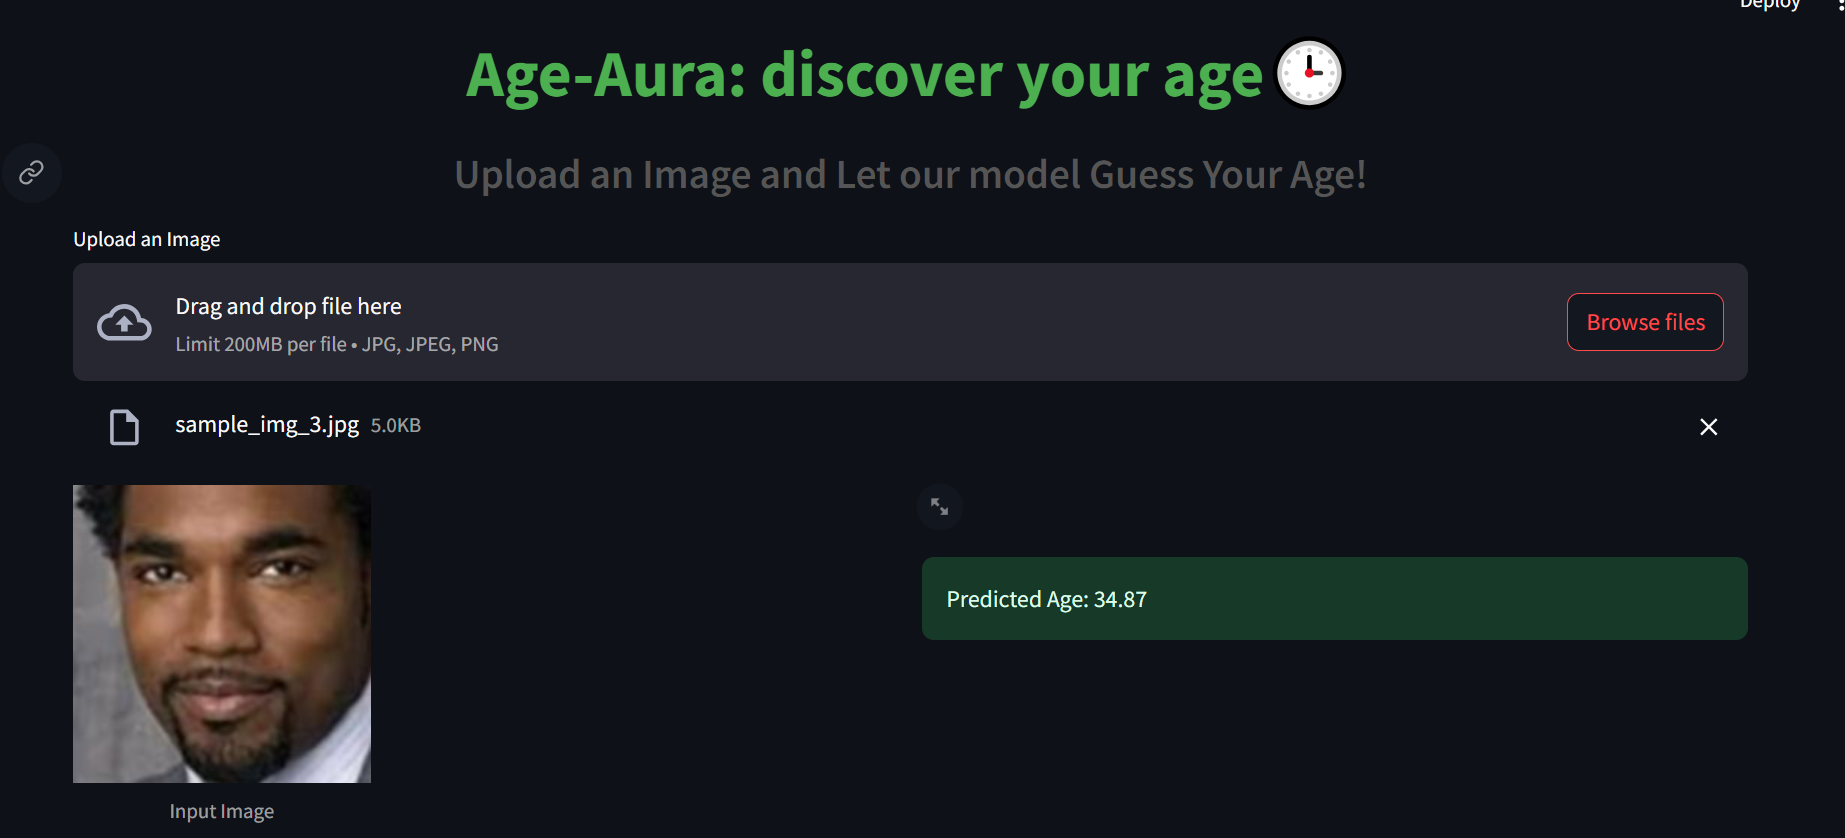 Deploy
Age-Aura: discover your age
Upload an Image and Let our model Guess Your Age!
Upload an Image
Drag and drop file here
Limit 200MB per file • JPG, JPEG, PNG
Browse files
sample_img_3.jpg 5.0KB
Predicted Age: 34.87
Input Image